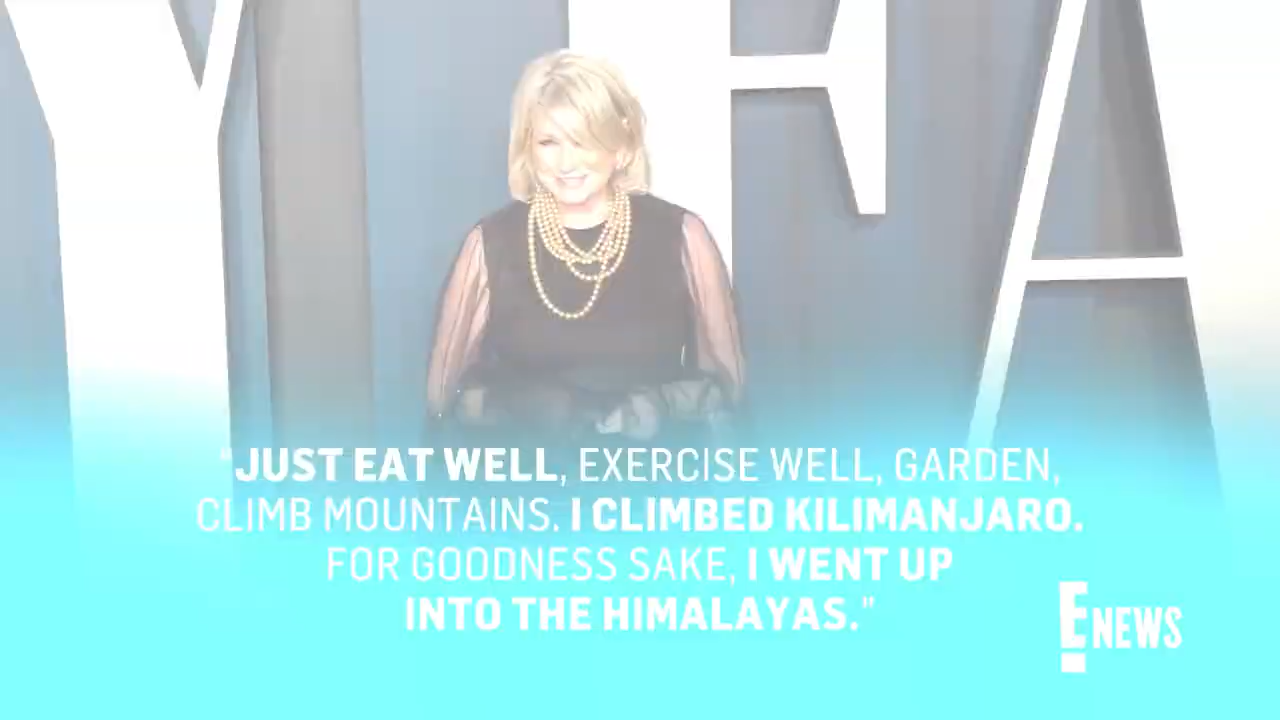 Y FA
"JUST EAT WELL, EXERCISE WELL, GARDEN,
CLIMB MOUNTAINS. I CLIMBED KILIMANJARO.
FOR GOODNESS SAKE, I WENT UP
INTO THE HIMALAYAS."
E! NEWS